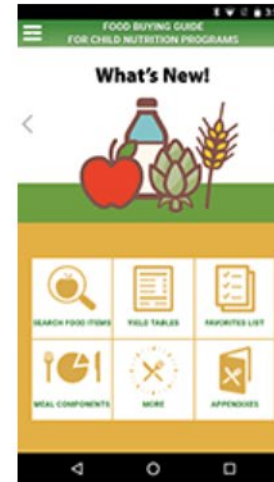 FOOD BUYING GUIDE
FOR CHILD NUTRITION PROGRAMS
What's New!
SEARCH FOOD ITEMS
YIELD TABLES
FAVORITES LIST
MEAL COMPONENTS
MORE
APPENDIXES